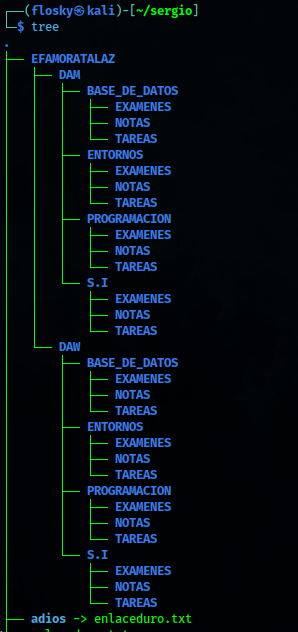 ┌──(flosky㉿kali)-[~/sergio]
└─$ tree
.
├── EFAMORATALAZ
│   ├── DAM
│   │   ├── BASE_DE_DATOS
│   │   │   ├── EXAMENES
│   │   │   ├── NOTAS
│   │   │   └── TAREAS
│   │   ├── ENTORNOS
│   │   │   ├── EXAMENES
│   │   │   ├── NOTAS
│   │   │   └── TAREAS
│   │   ├── PROGRAMACION
│   │   │   ├── EXAMENES
│   │   │   ├── NOTAS
│   │   │   └── TAREAS
│   │   └── S.I
│   │       ├── EXAMENES
│   │       ├── NOTAS
│   │       └── TAREAS
│   └── DAW
│       ├── BASE_DE_DATOS
│       │   ├── EXAMENES
│       │   ├── NOTAS
│       │   └── TAREAS
│       ├── ENTORNOS
│       │   ├── EXAMENES
│       │   ├── NOTAS
│       │   └── TAREAS
│       ├── PROGRAMACION
│       │   ├── EXAMENES
│       │   ├── NOTAS
│       │   └── TAREAS
│       └── S.I
│           ├── EXAMENES
│           ├── NOTAS
│           └── TAREAS
├── adios -> enlaceduro.txt